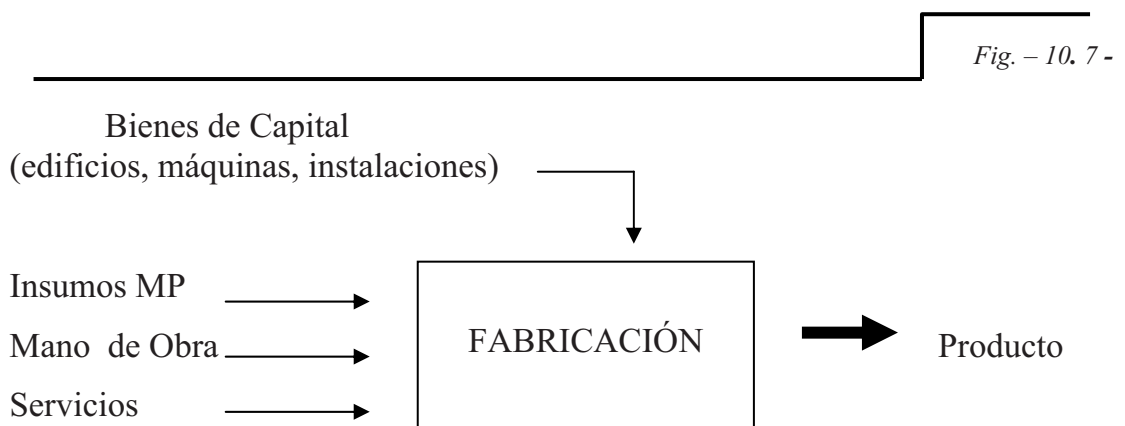 Fig. – 10. 7 -
Bienes de Capital
(edificios, máquinas, instalaciones)
Insumos MP
Mano de Obra
FABRICACIÓN
Producto
Servicios